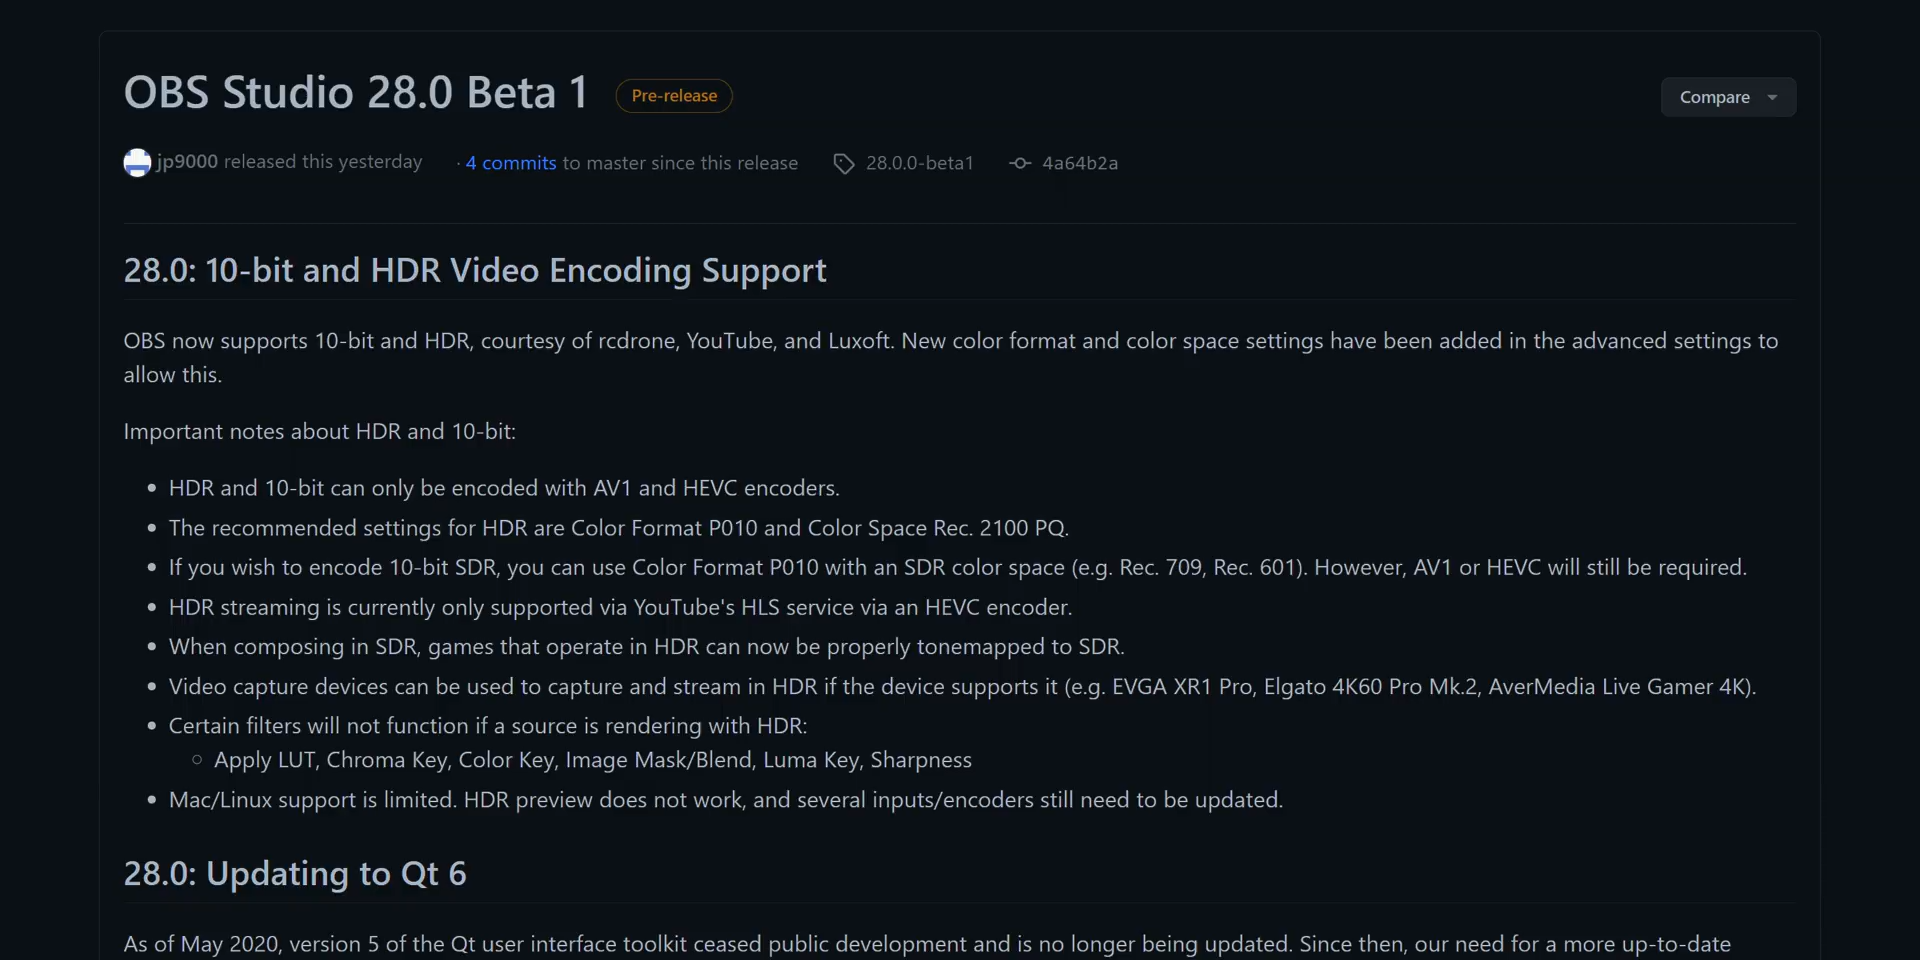 OBS Studio 28.0 Beta 1 Pre-release Compare
jp9000 released this yesterday · 4 commits to master since this release 28.0.0-beta1 4a64b2a
28.0: 10-bit and HDR Video Encoding Support
OBS now supports 10-bit and HDR, courtesy of rcdrone, YouTube, and Luxoft. New color format and color space settings have been added in the advanced settings to
allow this.
Important notes about HDR and 10-bit:
HDR and 10-bit can only be encoded with AV1 and HEVC encoders.
The recommended settings for HDR are Color Format P010 and Color Space Rec. 2100 PQ.
If you wish to encode 10-bit SDR, you can use Color Format P010 with an SDR color space (e.g. Rec. 709, Rec. 601). However, AV1 or HEVC will still be required.
HDR streaming is currently only supported via YouTube's HLS service via an HEVC encoder.
When composing in SDR, games that operate in HDR can now be properly tonemapped to SDR.
Video capture devices can be used to capture and stream in HDR if the device supports it (e.g. EVGA XR1 Pro, Elgato 4K60 Pro Mk.2, AverMedia Live Gamer 4K).
Certain filters will not function if a source is rendering with HDR:
Apply LUT, Chroma Key, Color Key, Image Mask/Blend, Luma Key, Sharpness
Mac/Linux support is limited. HDR preview does not work, and several inputs/encoders still need to be updated.
28.0: Updating to Qt 6
As of May 2020, version 5 of the Qt user interface toolkit ceased public development and is no longer being updated. Since then, our need for a more up-to-date